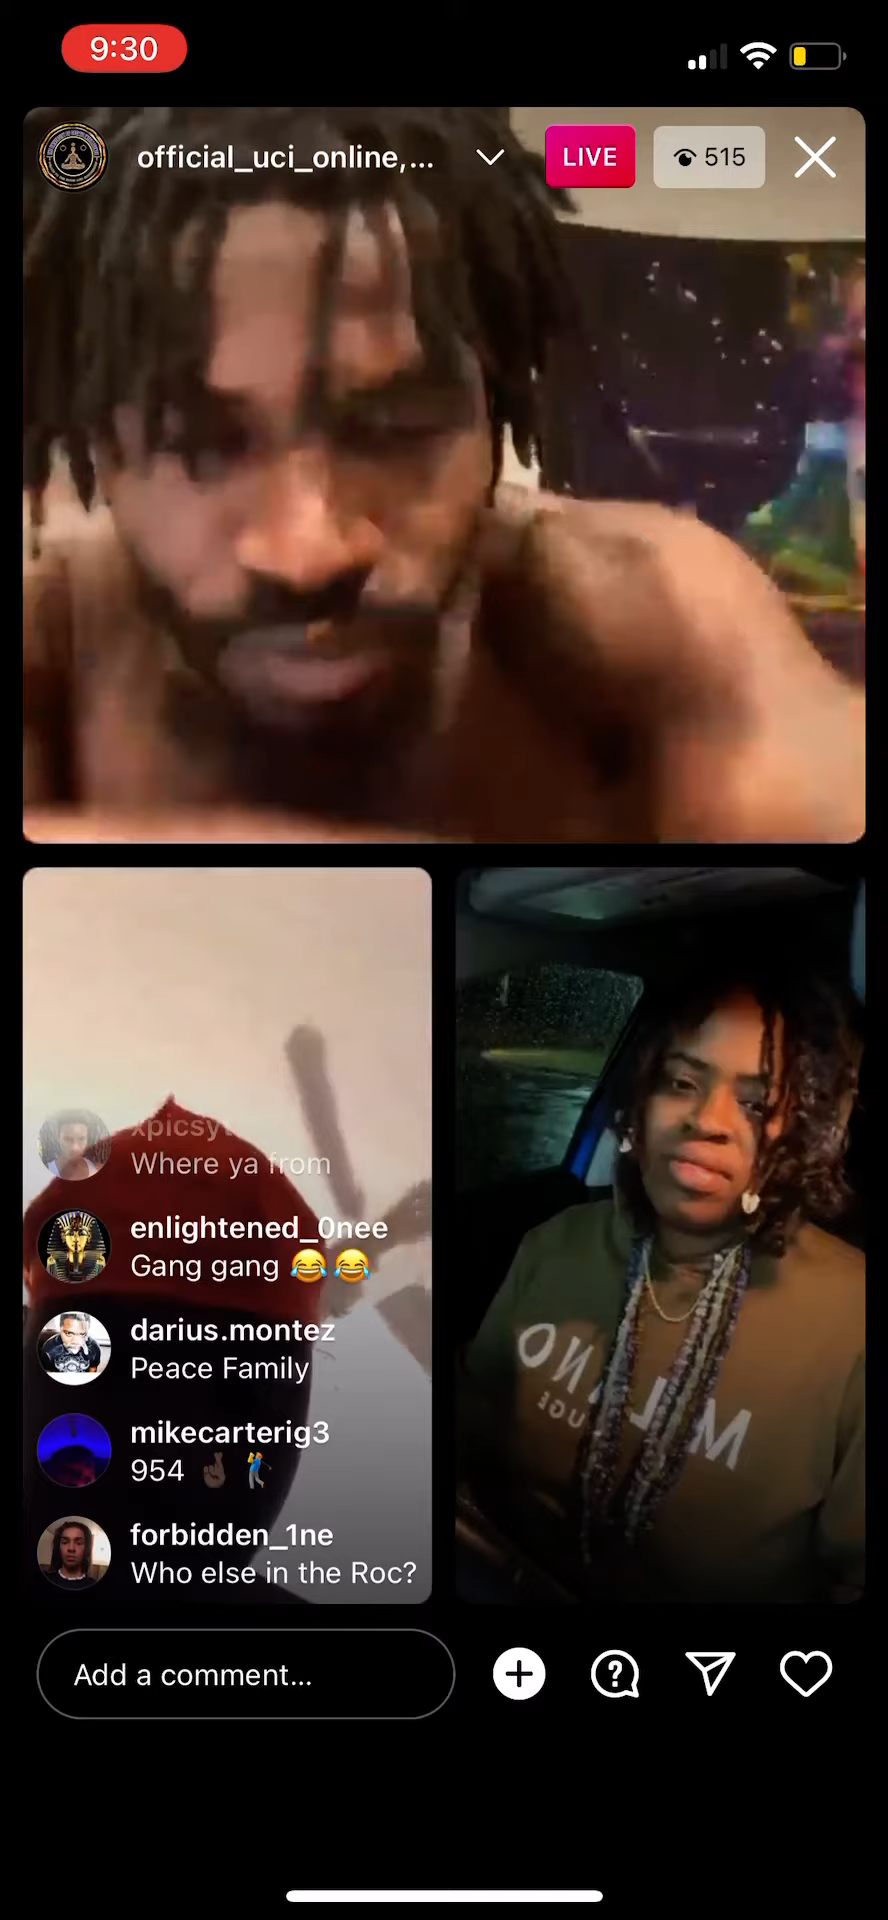 9:30
official_uci_online,...
LIVE
515
Where ya from
enlightened_0nee
Gang gang 😂😂
darius.montez
Peace Family
mikecarterig3
954 🤞🏽 🏌🏽
forbidden_1ne
Who else in the Roc?
MILANO
Add a comment...